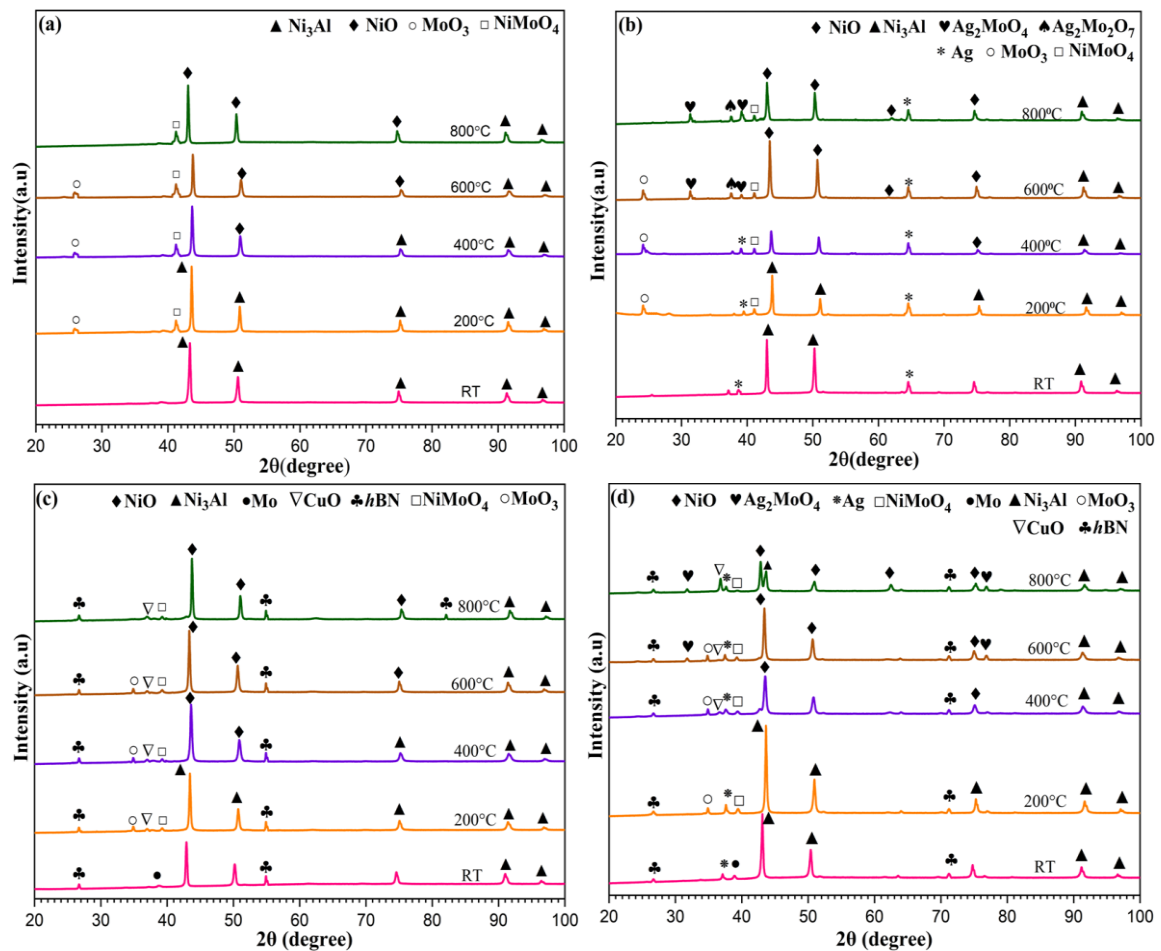 (a) ▲ Ni₃Al ◆ NiO ○ MoO₃ □ NiMoO₄
800°C
600°C
400°C
200°C
RT
Intensity(a.u)
20 30 40 50 60 70 80 90 100
2θ(degree)
(b) ◆ NiO ▲ Ni₃Al ♥ Ag₂MoO₄ ♠ Ag₂Mo₂O₇
* Ag ○ MoO₃ □ NiMoO₄
800⁰C
600⁰C
400⁰C
200⁰C
RT
Intensity(a.u)
20 30 40 50 60 70 80 90 100
2θ(degree)
(c) ◆ NiO ▲ Ni₃Al ● Mo ▽ CuO ♣ hBN □ NiMoO₄ ○ MoO₃
800°C
600°C
400°C
200°C
RT
Intensity (a.u)
20 30 40 50 60 70 80 90 100
2θ (degree)
(d) ◆ NiO ♥ Ag₂MoO₄ * Ag □ NiMoO₄ ● Mo ▲ Ni₃Al ○ MoO₃
▽ CuO ♣ hBN
800°C
600°C
400°C
200°C
RT
Intensity (a.u)
20 30 40 50 60 70 80 90 100
2θ (degree)